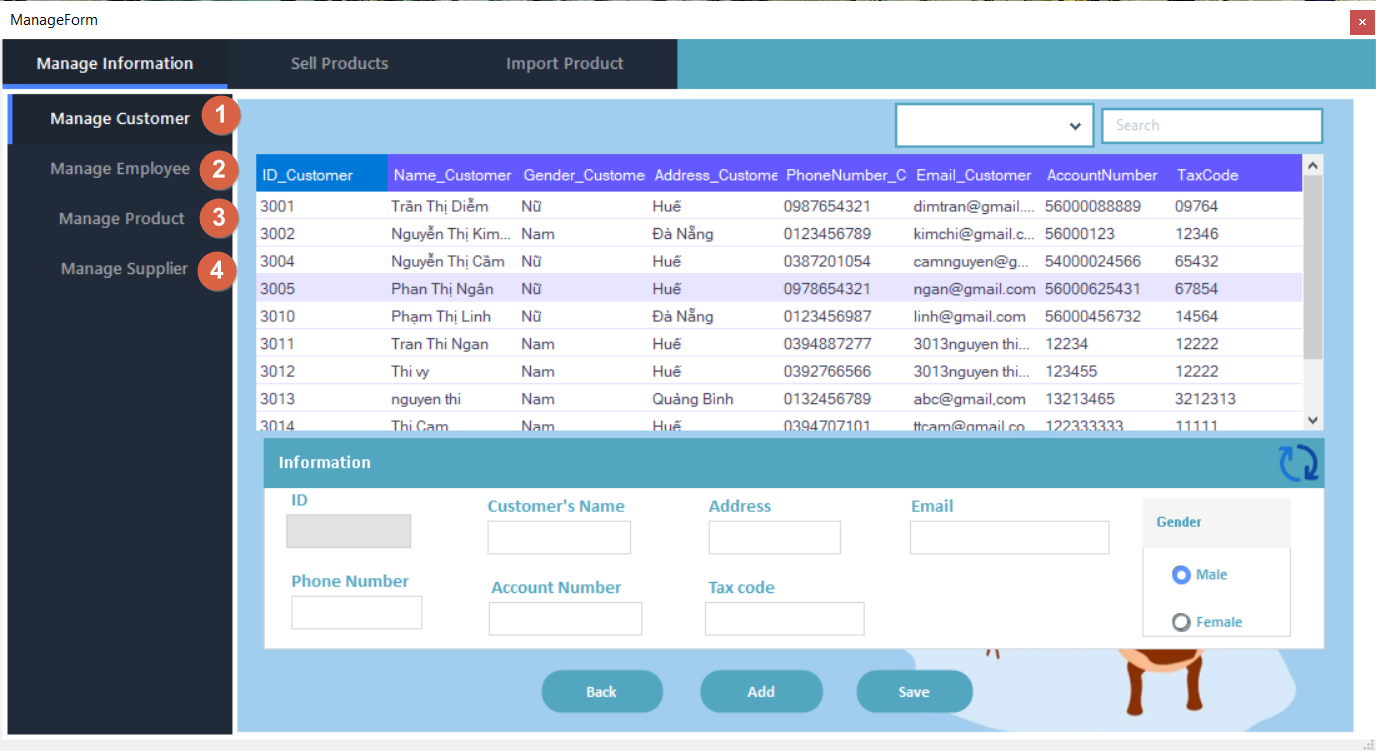 ManageForm
Manage Information Sell Products Import Product
Manage Customer 1
Manage Employee 2
Manage Product 3
Manage Supplier 4
Search
ID_Customer Name_Customer Gender_Custome Address_Custome PhoneNumber_C Email_Customer AccountNumber TaxCode
3001 Trần Thị Diễm Nữ Huế 0987654321 dimtran@gmail.... 56000088889 09764
3002 Nguyễn Thị Kim... Nam Đà Nẵng 0123456789 kimchi@gmail.c... 56000123 12346
3004 Nguyễn Thị Cầm Nữ Huế 0387201054 camnguyen@g... 54000024566 65432
3005 Phan Thị Ngân Nữ Huế 0978654321 ngan@gmail.com 56000625431 67854
3010 Phạm Thị Linh Nữ Đà Nẵng 0123456987 linh@gmail.com 56000456732 14564
3011 Tran Thi Ngan Nam Huế 0394887277 3013nguyen thi... 12234 12222
3012 Thi vy Nam Huế 0392766566 3013nguyen thi... 123455 12222
3013 nguyen thi Nam Quảng Bình 0132456789 abc@gmail,com 13213465 3212313
3014 Thi Cam Nam Huế 0394707101 ttcam@gmail.co 122333333 11111
Information
ID Customer's Name Address Email Gender
Male
Phone Number Account Number Tax code
Female
Back Add Save